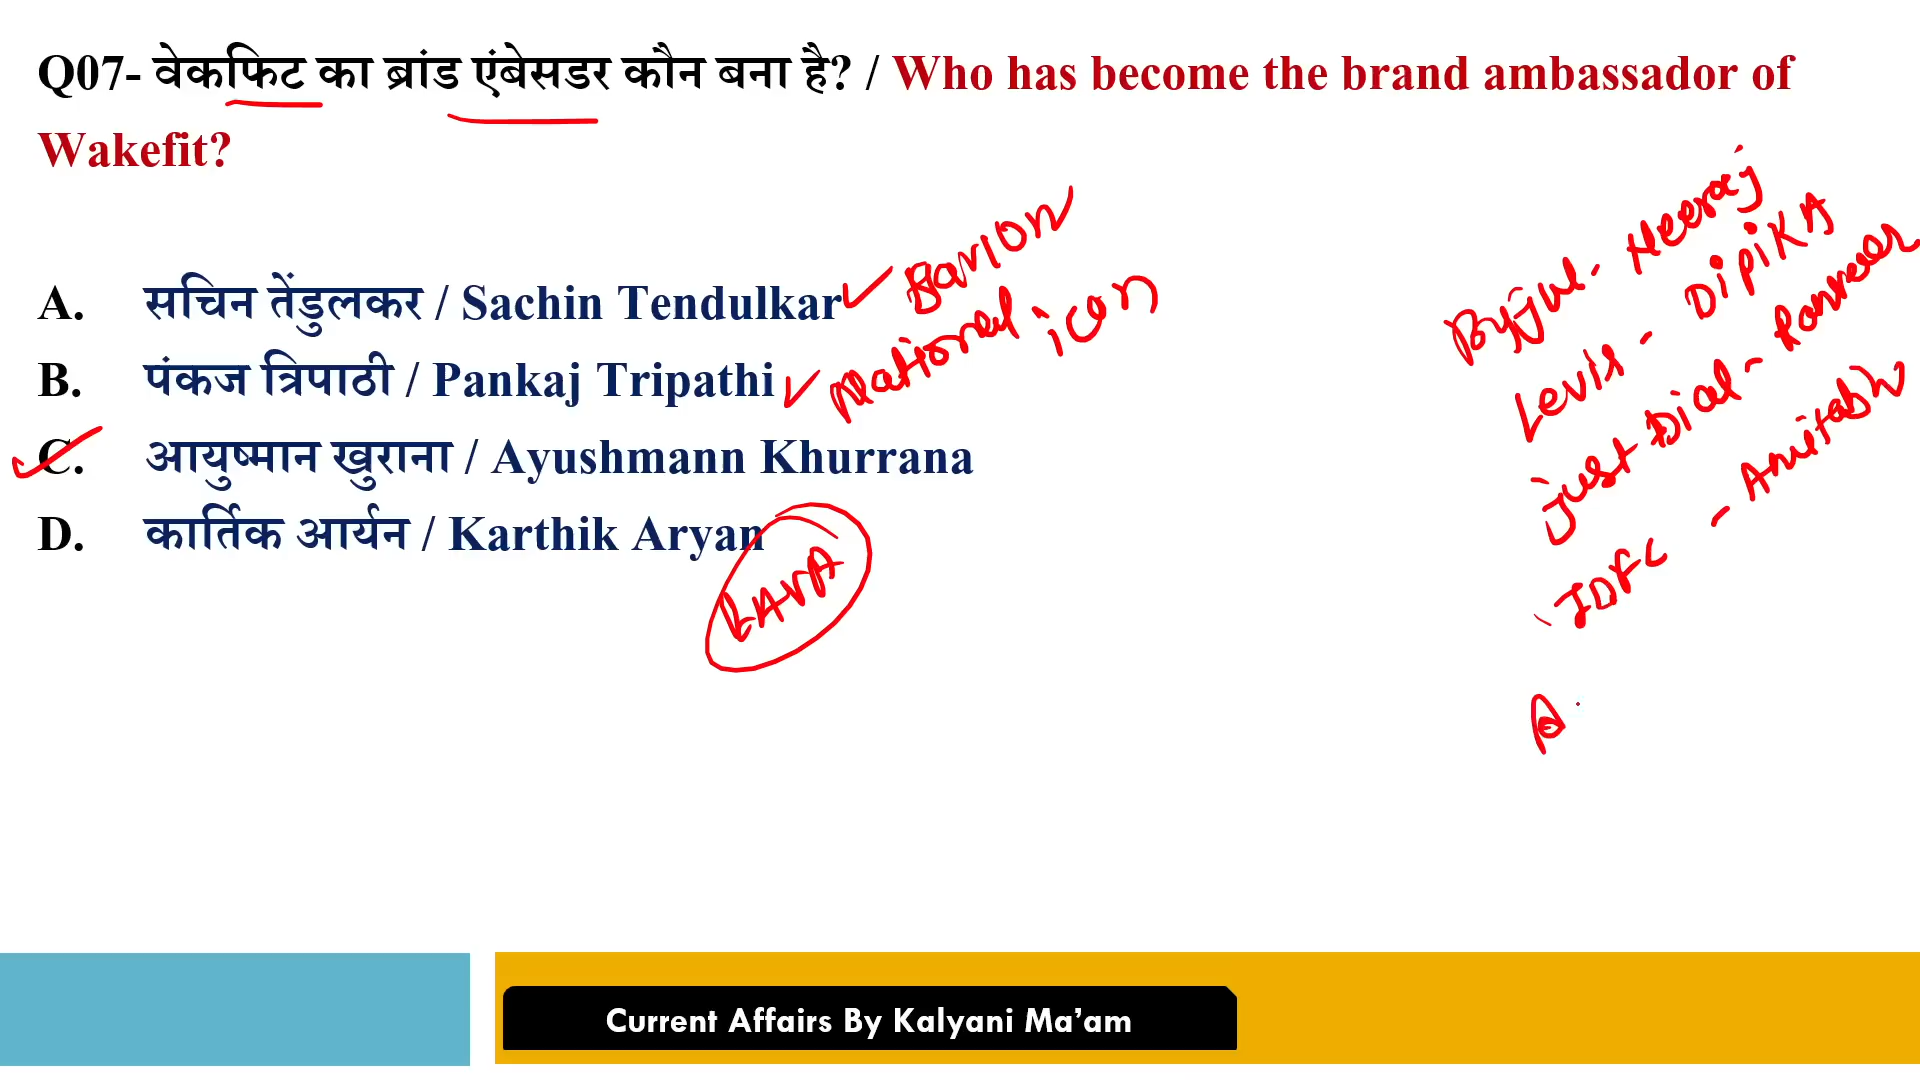 Q07- वेकफिट का ब्रांड एंबेसडर कौन बना है? / Who has become the brand ambassador of
Wakefit?
A. सचिन तेंडुलकर / Sachin Tendulkar
B. पंकज त्रिपाठी / Pankaj Tripathi
C. आयुष्मान खुराना / Ayushmann Khurrana
D. कार्तिक आर्यन / Karthik Aryan
National icon
LAVA
Byjul - Neeraj
Levis - DIPIKA
Just Dial - Ranveer
IDFC - Amitabh
Current Affairs By Kalyani Ma’am